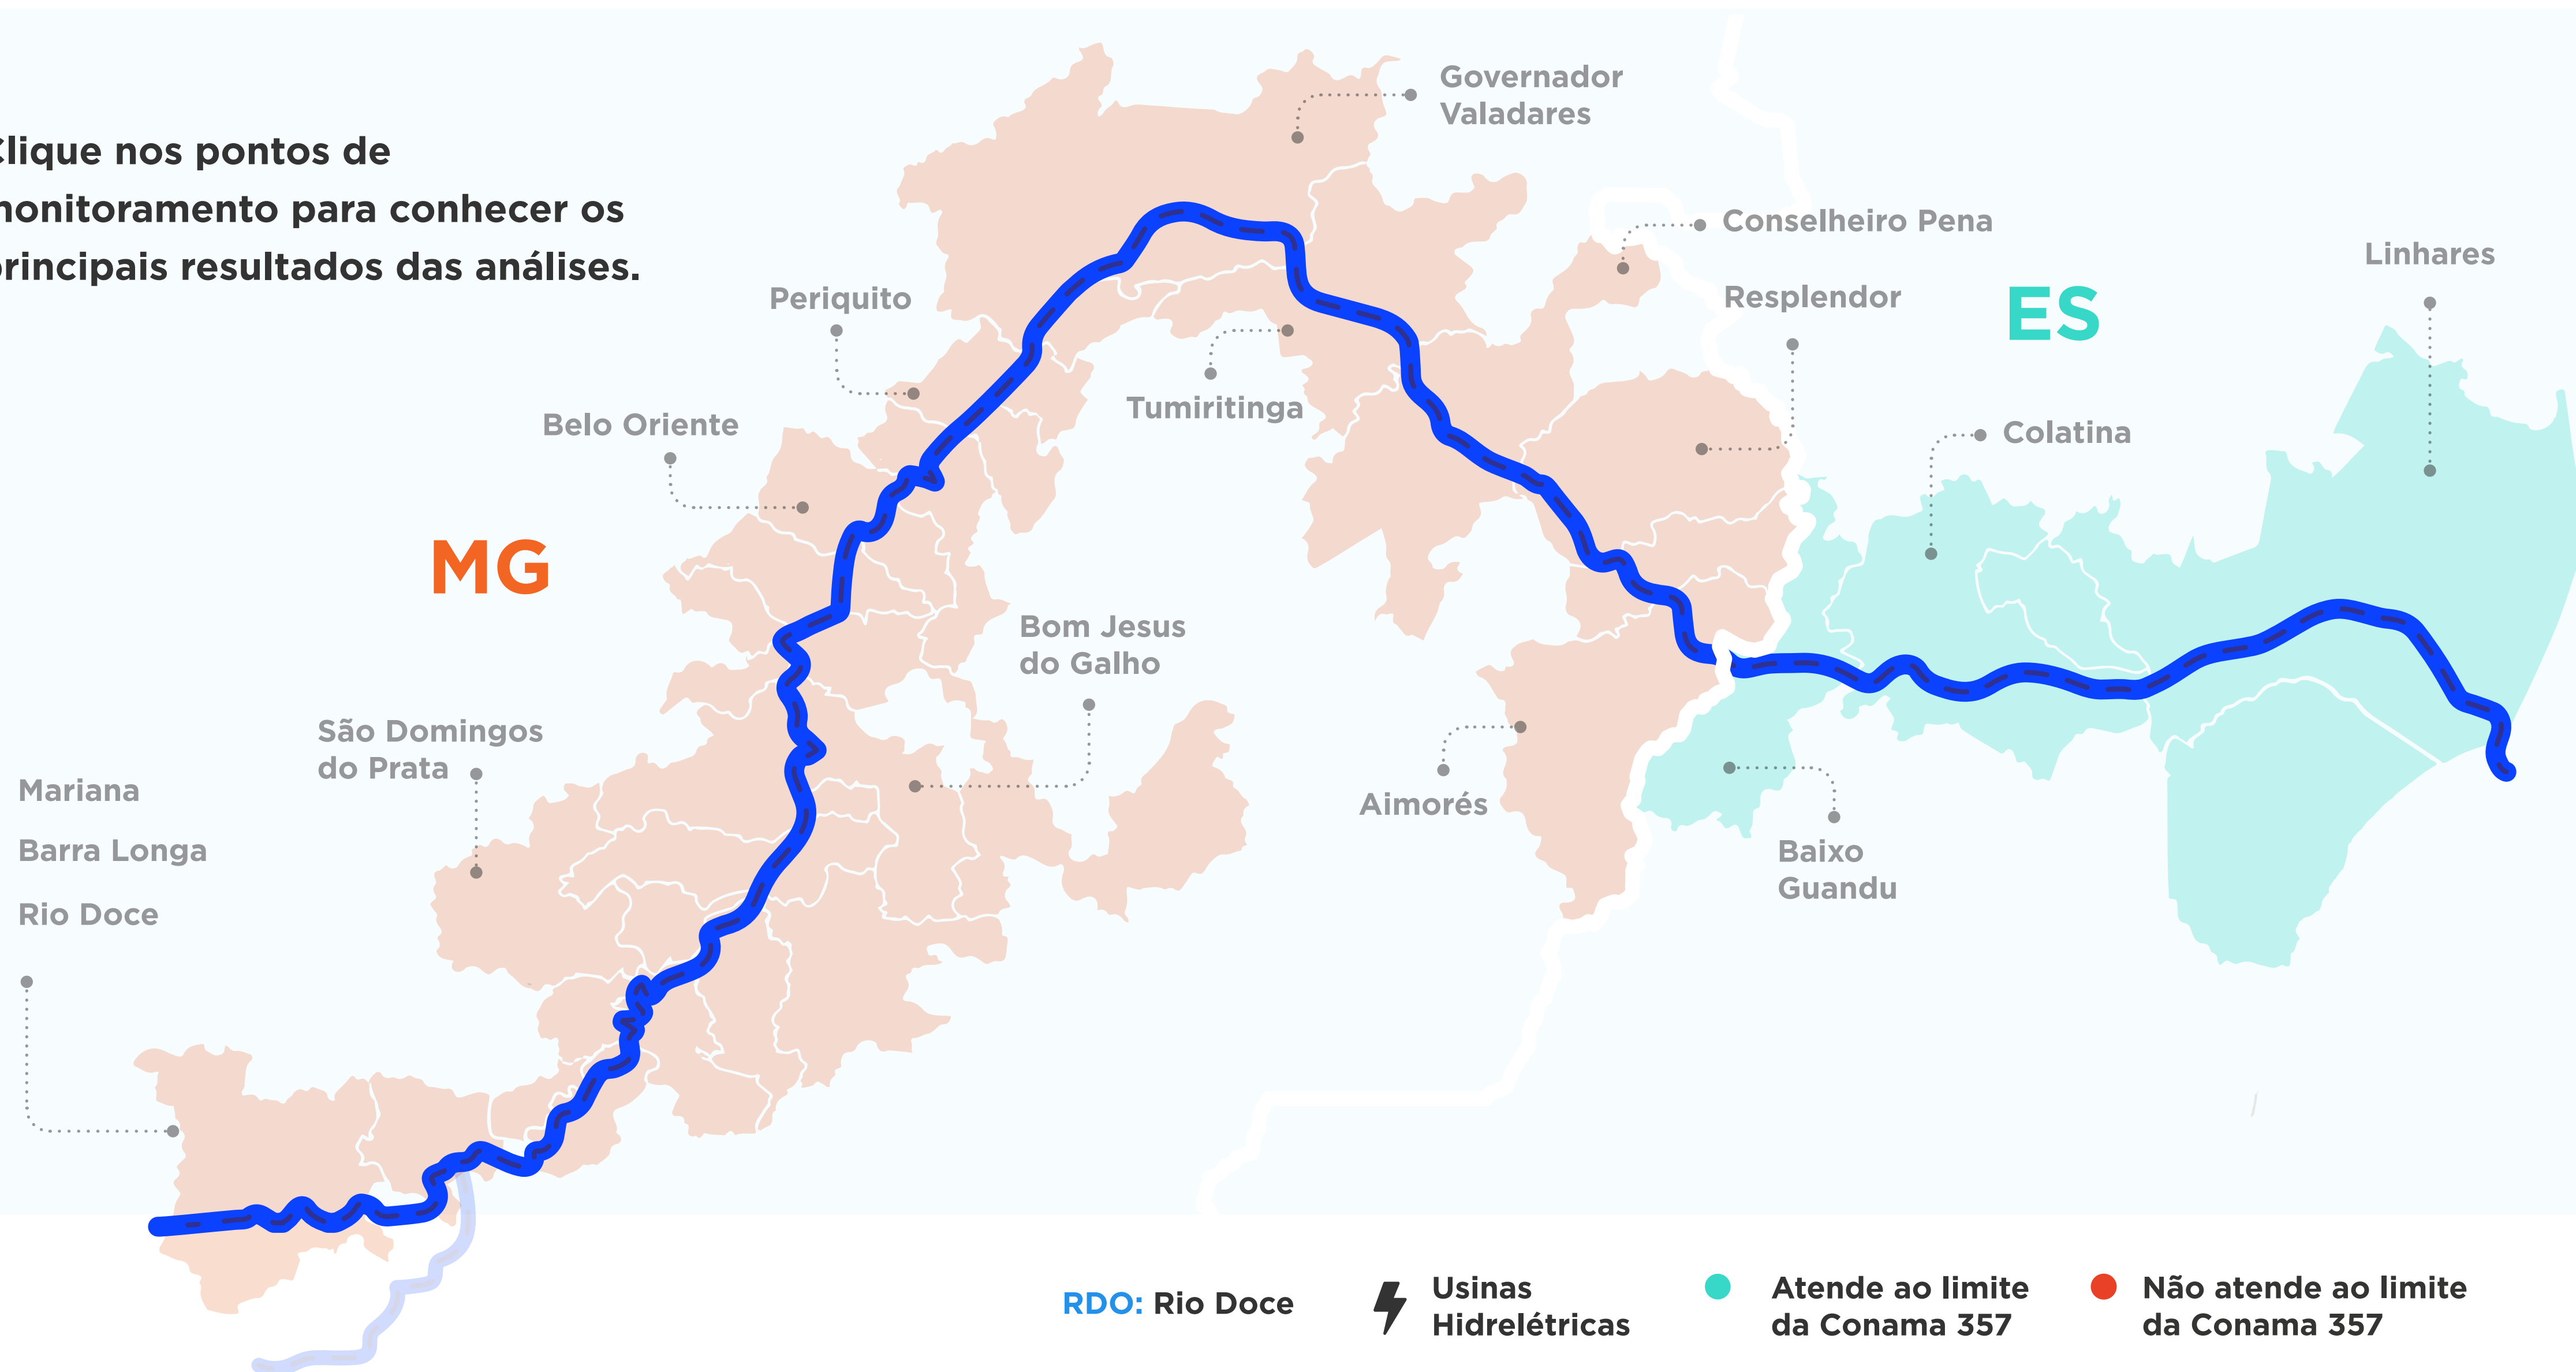 Clique nos pontos de
monitoramento para conhecer os
principais resultados das análises.
Governador
Valadares
Conselheiro Pena
Linhares
Resplendor
ES
Periquito
Tumiritinga
Belo Oriente
Colatina
MG
Bom Jesus
do Galho
São Domingos
do Prata
Mariana
Barra Longa
Rio Doce
Aimorés
Baixo
Guandu
RDO: Rio Doce
Usinas
Hidrelétricas
Atende ao limite
da Conama 357
Não atende ao limite
da Conama 357